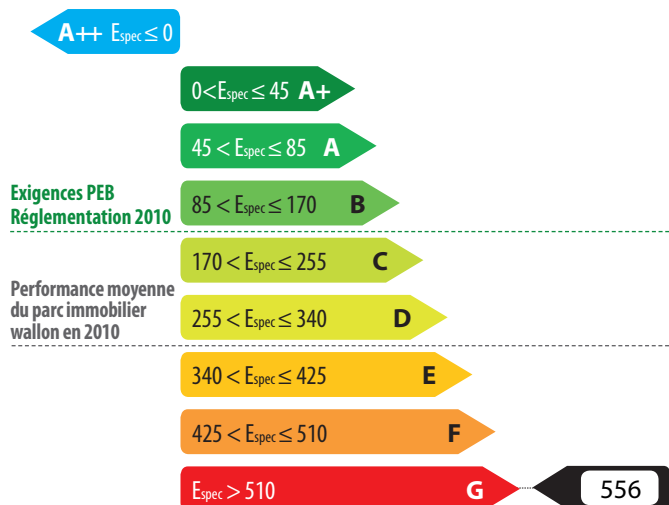 A++ Espec ≤ 0
0<Espec ≤ 45 A+
45 < Espec ≤ 85 A
Exigences PEB
Réglementation 2010
85 < Espec ≤ 170 B
170 < Espec ≤ 255 C
Performance moyenne
du parc immobilier
wallon en 2010
255 < Espec ≤ 340 D
340 < Espec ≤ 425 E
425 < Espec ≤ 510 F
Espec > 510 G 556